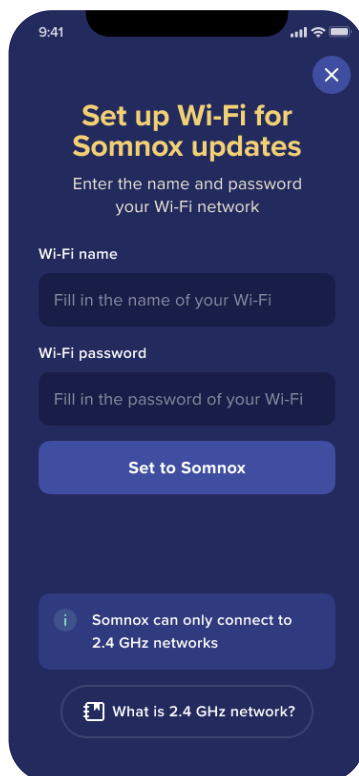 9:41
Set up Wi-Fi for
Somnox updates
Enter the name and password
your Wi-Fi network
Wi-Fi name
Fill in the name of your Wi-Fi
Wi-Fi password
Fill in the password of your Wi-Fi
Set to Somnox
Somnox can only connect to
2.4 GHz networks
What is 2.4 GHz network?